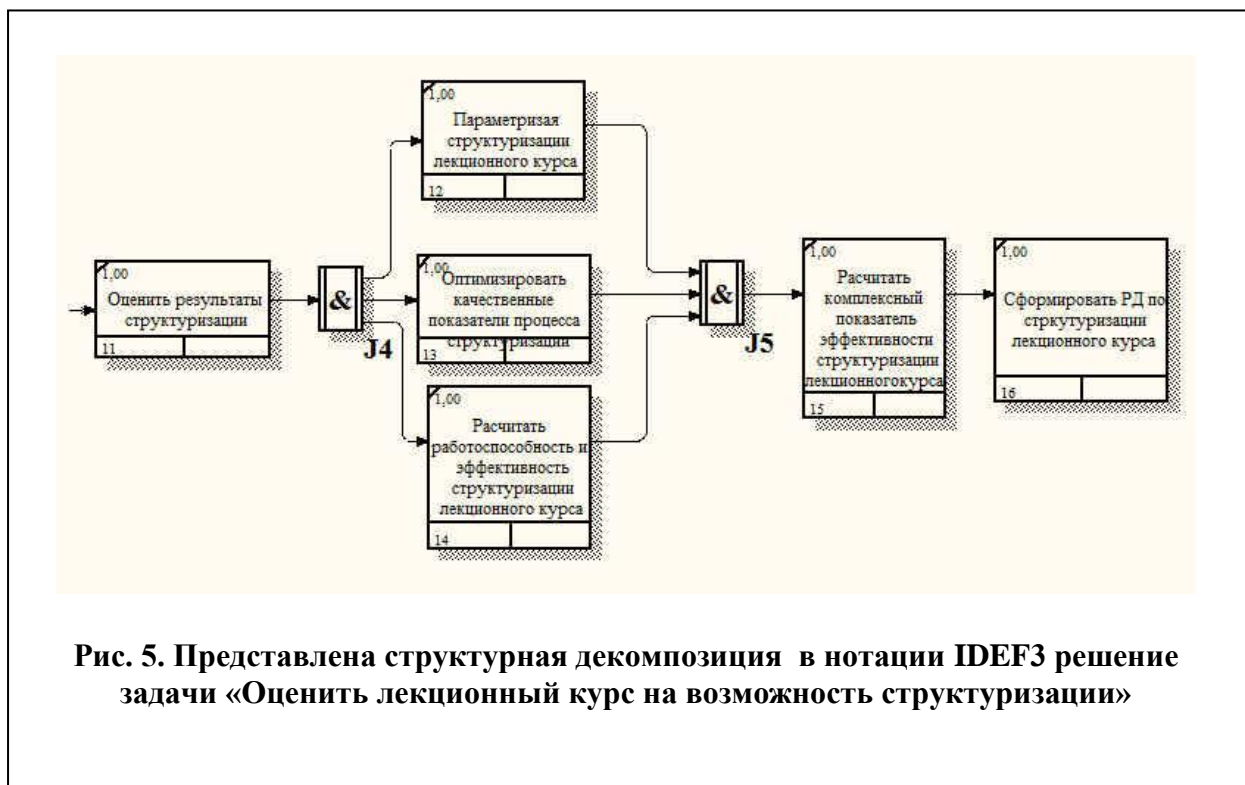 1,00
Оценить результаты
структуризации
11
&
J4
1,00
Параметризая
структуризации
лекционного курса
12
1,00
Оптимизировать
качественные
показатели процесса
структуризации
13
1,00
Расчитать
работоспособность и
эффективность
структуризации
лекционного курса
14
&
J5
1,00
Расчитать
комплексный
показатель
эффективности
структуризации
лекционногокурса
15
1,00
Сформировать РД по
стркутуризации
лекционного курса
16
Рис. 5. Представлена структурная декомпозиция в нотации IDEF3 решение
задачи «Оценить лекционный курс на возможность структуризации»